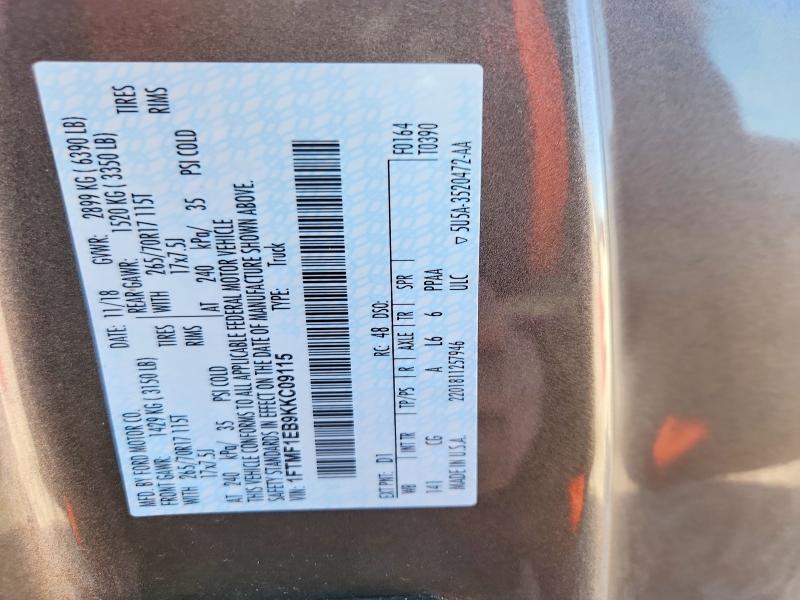 MFD. BY FORD MOTOR CO.
DATE: 11/18 GVWR: 2899 KG ( 6390 LB)
FRONT GAWR: 1429 KG (3150 LB) REAR GAWR: 1520 KG ( 3350 LB)
WITH 265/70R17 115T TIRES WITH 265/70R17 115T TIRES
17x7.5J RIMS 17x7.5J RIMS
AT 240 kPa/ 35 PSI COLD AT 240 kPa/ 35 PSI COLD
THIS VEHICLE CONFORMS TO ALL APPLICABLE FEDERAL MOTOR VEHICLE
SAFETY STANDARDS IN EFFECT ON THE DATE OF MANUFACTURE SHOWN ABOVE.
VIN: 1FTMF1EB9KKC09115 TYPE: Truck
F0164
T0390
EXT PNT: D1 RC: 48 DSO:
WB INT TR TP/PS R AXLE TR SPR
141 CG A L6 6 PPAA
MADE IN U.S.A. 2201811257946 ULC
▽ 5U5A-3520472-AA